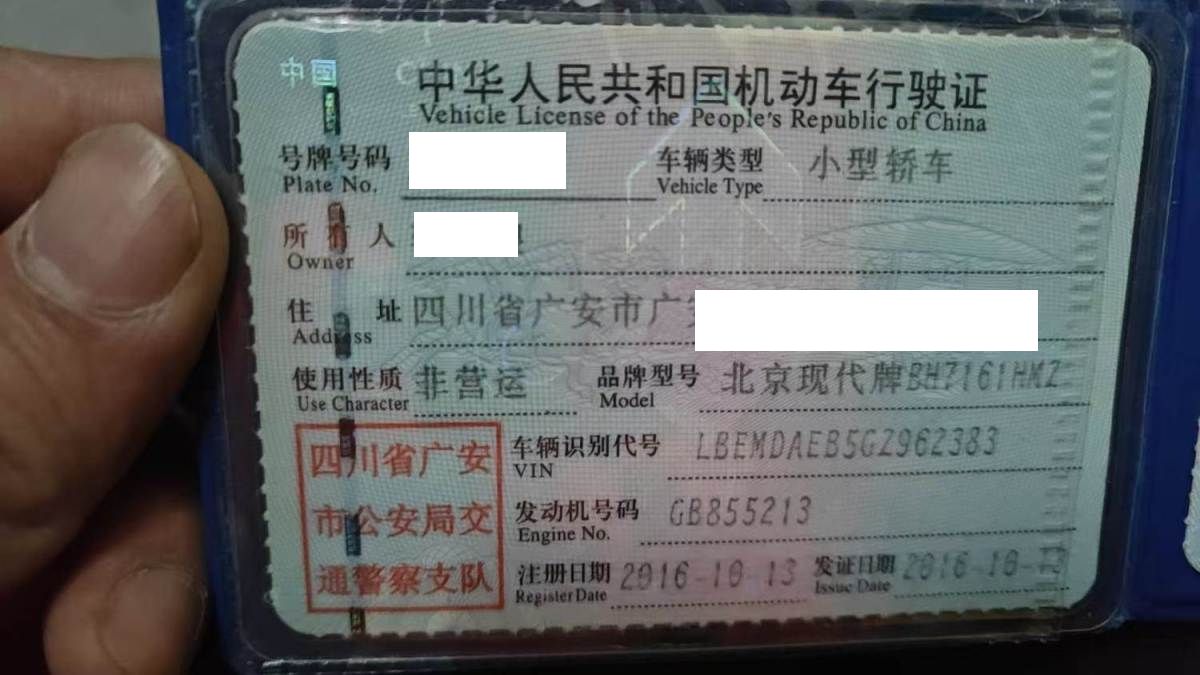 中国
中华人民共和国机动车行驶证
Vehicle License of the People's Republic of China
号牌号码 车辆类型 小型轿车
Plate No. Vehicle Type
所有人
Owner
住址 四川省广安市广
Address
使用性质 非营运 品牌型号 北京现代牌BH7161HMZ
Use Character Model
四川省广安
市公安局交
通警察支队
车辆识别代号 LBEMDAEB5GZ962383
VIN
发动机号码 GB855213
Engine No.
注册日期 2016-10-13 发证日期 2016-10-13
Register Date Issue Date